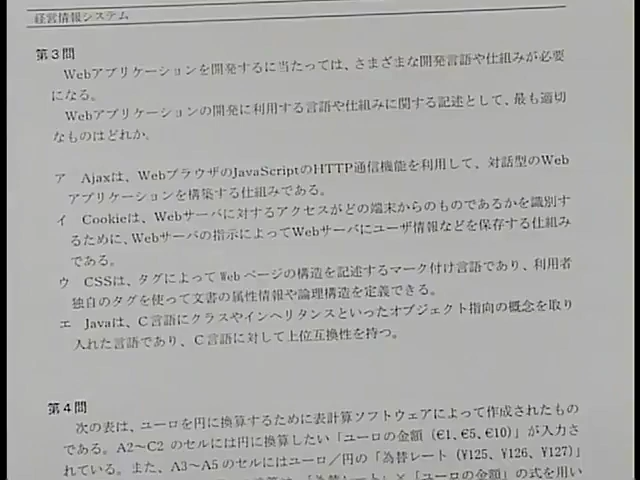 経営情報システム
第3問
Webアプリケーションを開発するに当たっては、さまざまな開発言語や仕組みが必要
になる。
Webアプリケーションの開発に利用する言語や仕組みに関する記述として、最も適切
なものはどれか。
ア Ajaxは、WebブラウザのJavaScriptのHTTP通信機能を利用して、対話型のWeb
アプリケーションを構築する仕組みである。
イ Cookieは、Webサーバに対するアクセスがどの端末からのものであるかを識別す
るために、Webサーバの指示によってWebサーバにユーザ情報などを保存する仕組み
である。
ウ CSSは、タグによってWebページの構造を記述するマーク付け言語であり、利用者
独自のタグを使って文書の属性情報や論理構造を定義できる。
エ Javaは、C言語にクラスやインヘリタンスといったオブジェクト指向の概念を取り
入れた言語であり、C言語に対して上位互換性を持つ。
第4問
次の表は、ユーロを円に換算するために表計算ソフトウェアによって作成されたもの
である。A2〜C2のセルには円に換算したい「ユーロの金額(€1、€5、€10)」が入力さ
れている。また、A3〜A5のセルにはユーロ/円の「為替レート(¥125、¥126、¥127)」
は、「為替レート」×「ユーロの金額」の式を用い